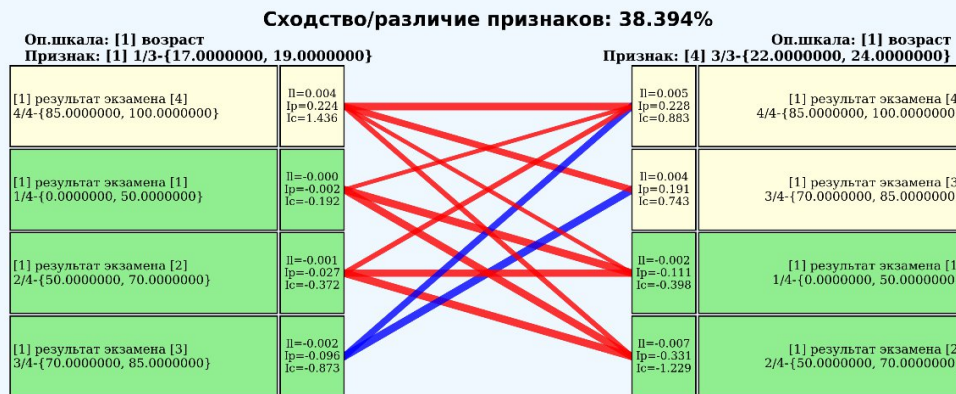 Сходство/различие признаков: 38.394%
Оп.шкала: [1] возраст
Признак: [1] 1/3-{17.0000000, 19.0000000}
Оп.шкала: [1] возраст
Признак: [4] 3/3-{22.0000000, 24.0000000}
[1] результат экзамена [4]
4/4-{85.0000000, 100.0000000}
Il=0.004
Ip=0.224
Ic=1.436
Il=0.005
Ip=0.228
Ic=0.883
[1] результат экзамена [4
4/4-{85.0000000, 100.0000000
[1] результат экзамена [1]
1/4-{0.0000000, 50.0000000}
Il=-0.000
Ip=-0.002
Ic=-0.192
Il=0.004
Ip=0.191
Ic=0.743
[1] результат экзамена [3
3/4-{70.0000000, 85.0000000
[1] результат экзамена [2]
2/4-{50.0000000, 70.0000000}
Il=-0.001
Ip=-0.027
Ic=-0.372
Il=-0.002
Ip=-0.111
Ic=-0.398
[1] результат экзамена [1
1/4-{0.0000000, 50.0000000
[1] результат экзамена [3]
3/4-{70.0000000, 85.0000000}
Il=-0.002
Ip=-0.096
Ic=-0.873
Il=-0.007
Ip=-0.331
Ic=-1.229
[1] результат экзамена [2
2/4-{50.0000000, 70.0000000